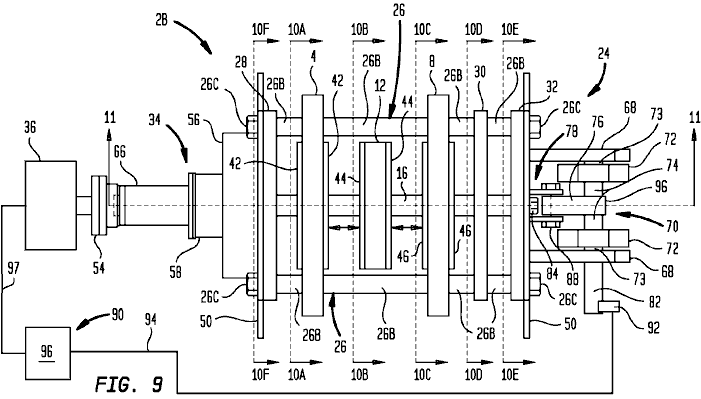 10F 10A 10B 26 10C 10D 10E
2B 4 8 24
28 42 26B 12 44 30 32
26C 26B 26B 26B 26C
34 56 78 76 68 73
11 11
36 66 72
42 44 16 74
96
70
46 46 72
54 58 84 88 73 68
26C 26C 82
97 50 26B 26B 26B 50 92
90 94 26
96
10F 10A 10B 10C 10D 10E
FIG. 9